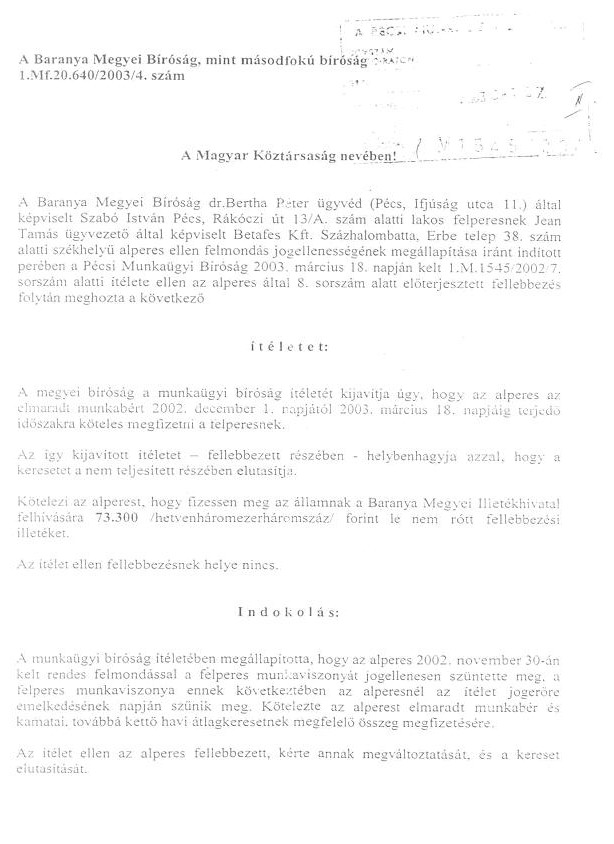 A Baranya Megyei Bíróság, mint másodfokú bíróság
1.Mf.20.640/2003/4. szám
A Magyar Köztársaság nevében!
A Baranya Megyei Bíróság dr.Bertha Péter ügyvéd (Pécs, Ifjúság utca 11.) által
képviselt Szabó István Pécs, Rákóczi út 13/A. szám alatti lakos felperesnek Jean
Tamás ügyvezető által képviselt Betafes Kft. Százhalombatta, Erbe telep 38. szám
alatti székhelyű alperes ellen felmondás jogellenességének megállapítása iránt indított
perében a Pécsi Munkaügyi Bíróság 2003. március 18. napján kelt 1.M.1545/2002/7.
sorszám alatti ítélete ellen az alperes által 8. sorszám alatt előterjesztett fellebbezés
folytán meghozta a következő
ítéletet:
A megyei bíróság a munkaügyi bíróság ítéletét kijavítja úgy, hogy az alperes az
elmaradt munkabért 2002. december 1. napjától 2003. március 18. napjáig terjedő
időszakra köteles megfizetni a felperesnek.
Az így kijavított ítéletet – fellebbezett részében - helybenhagyja azzal, hogy a
keresetet a nem teljesített részében elutasítja.
Kötelezi az alperest, hogy fizessen meg az államnak a Baranya Megyei Illetékhivatal
felhívására 73.300 /hetvenháromezerháromszáz/ forint le nem rótt fellebbezési
illetéket.
Az ítélet ellen fellebbezésnek helye nincs.
Indokolás:
A munkaügyi bíróság ítéletében megállapította, hogy az alperes 2002. november 30-án
kelt rendes felmondással a felperes munkaviszonyát jogellenesen szüntette meg, a
felperes munkaviszonya ennek következtében az alperesnél az ítélet jogerőre
emelkedésének napján szűnik meg. Kötelezte az alperest elmaradt munkabér és
kamatai, továbbá kettő havi átlagkeresetnek megfelelő összeg megfizetésére.
Az ítélet ellen az alperes fellebbezett, kérte annak megváltoztatását, és a kereset
elutasítását.